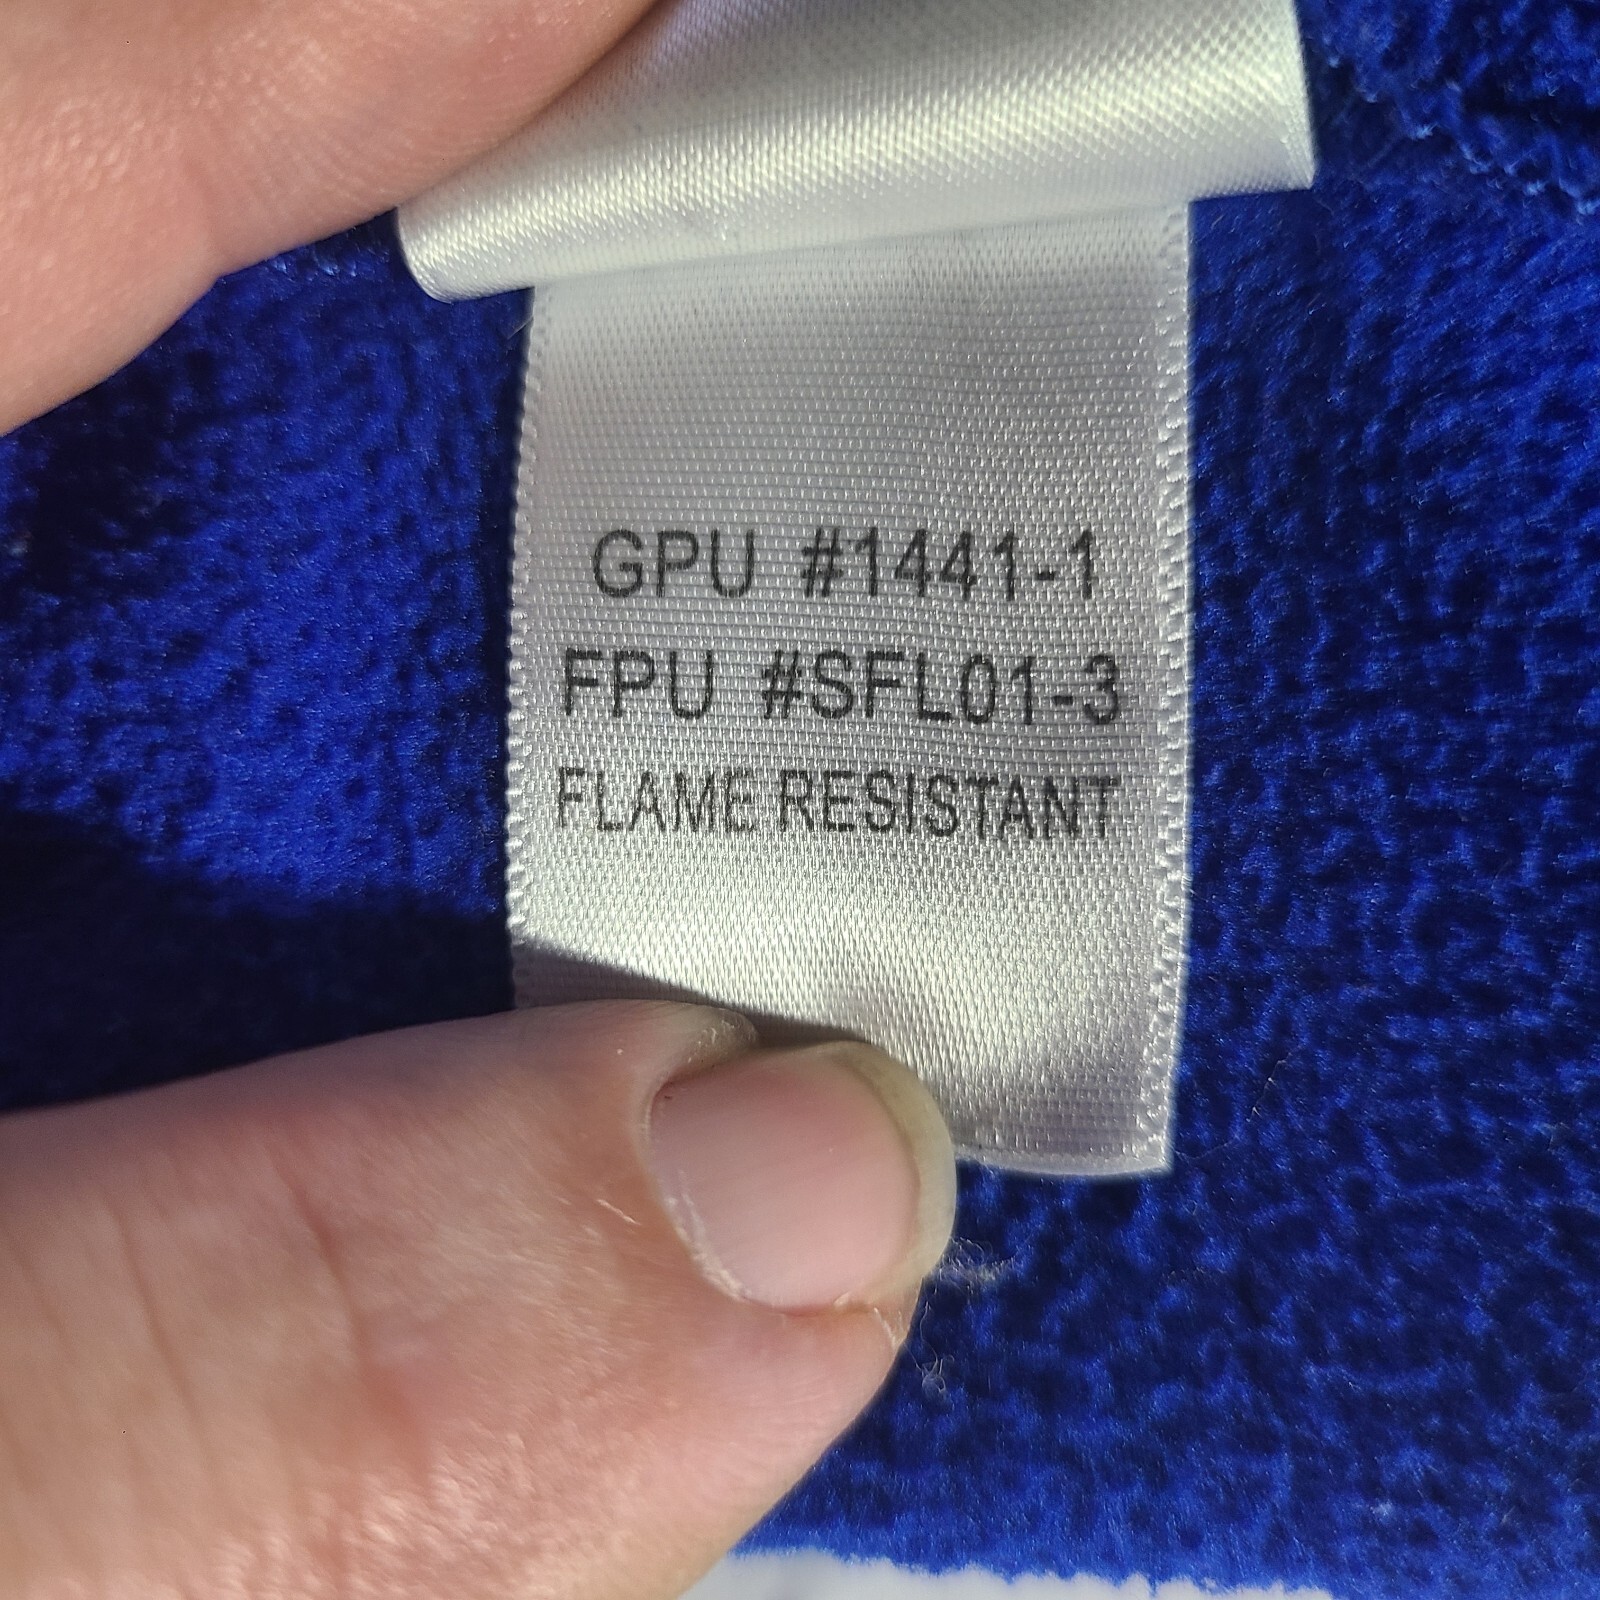 GPU #1441-1
FPU #SFL01-3
FLAME RESISTANT